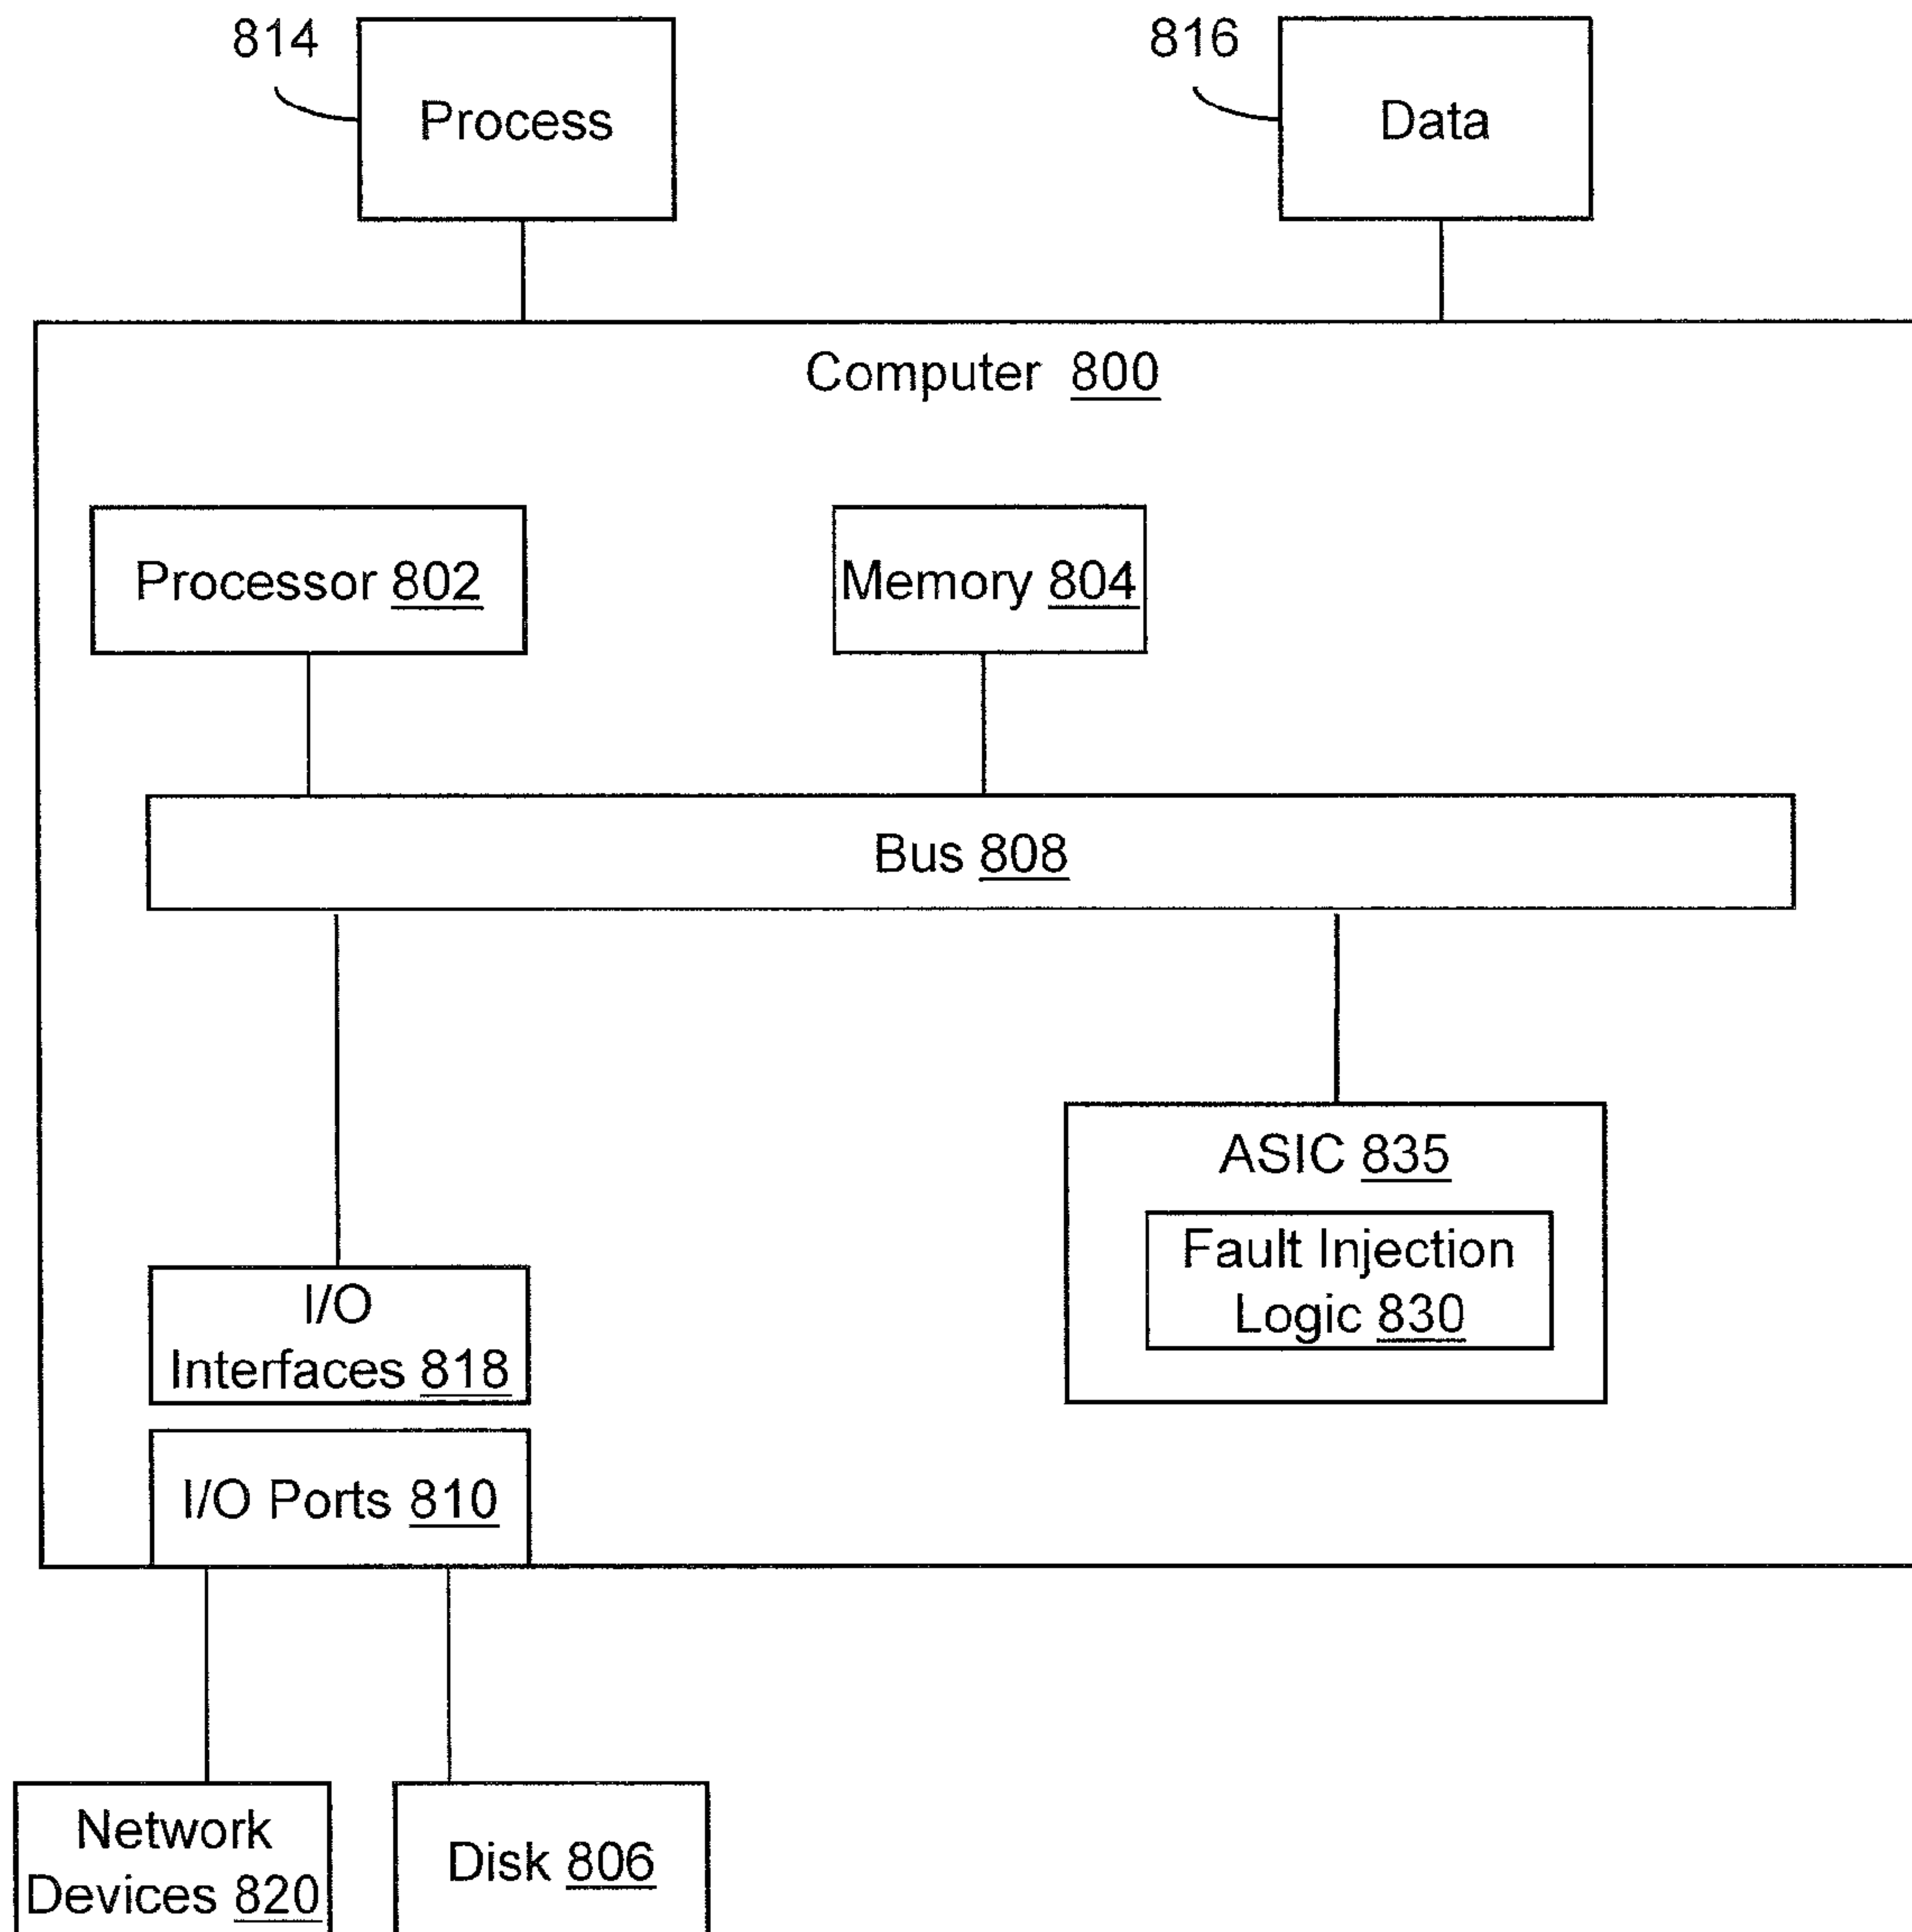 814
Process
816
Data
Computer 800
Processor 802
Memory 804
Bus 808
ASIC 835
Fault Injection
Logic 830
I/O
Interfaces 818
I/O Ports 810
Network
Devices 820
Disk 806